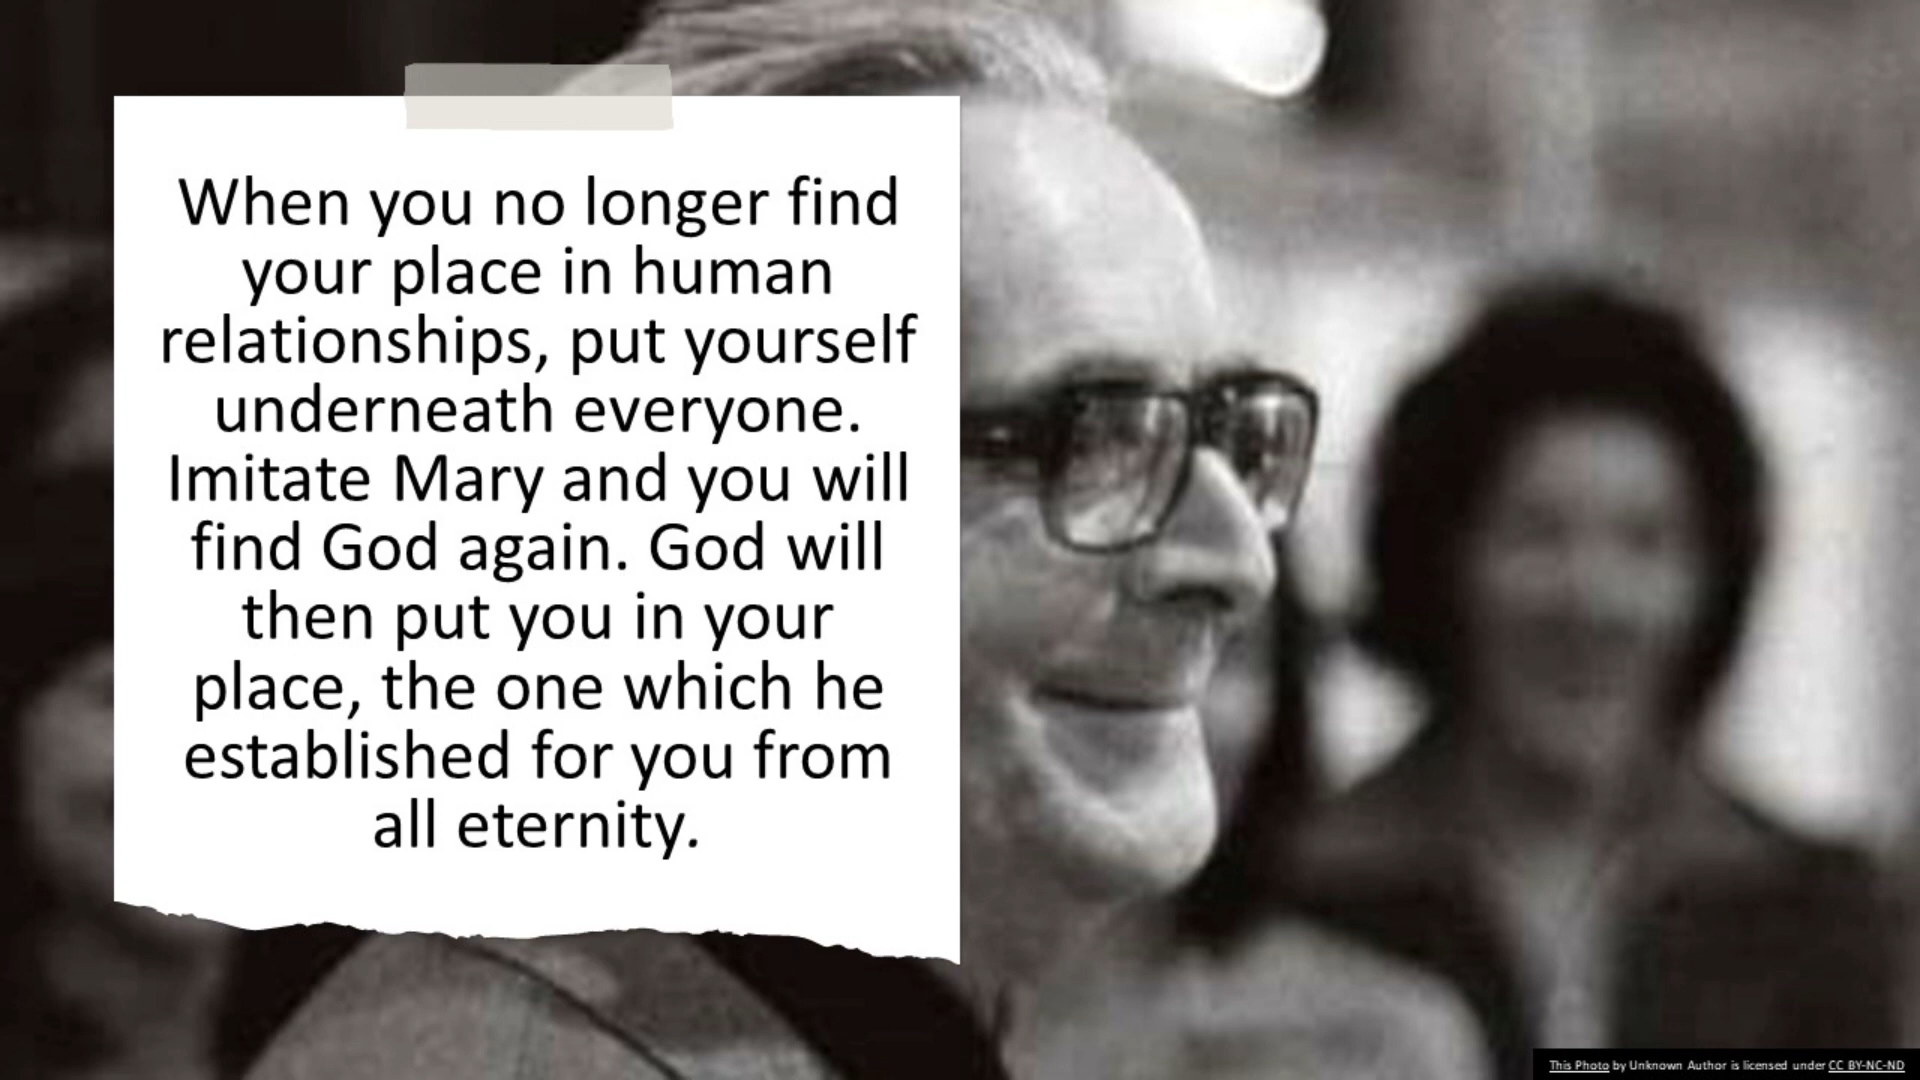 When you no longer find
your place in human
relationships, put yourself
underneath everyone.
Imitate Mary and you will
find God again. God will
then put you in your
place, the one which he
established for you from
all eternity.
This Photo by Unknown Author is licensed under CC BY-NC-ND